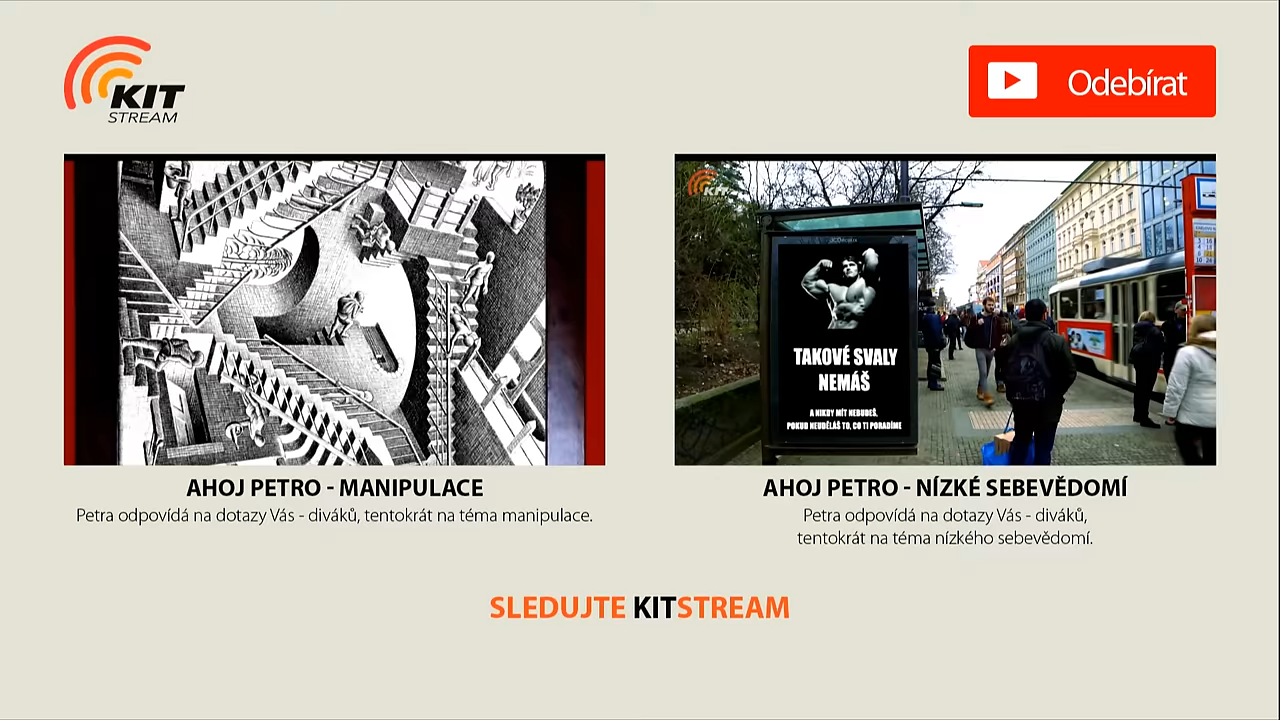 KIT
STREAM
Odebírat
KIT
TAKOVÉ SVALY
NEMÁŠ
A NIKDY MÍT NEBUDEŠ,
POKUD NEUDĚLÁŠ TO, CO TI PORADÍME
AHOJ PETRO - MANIPULACE
Petra odpovídá na dotazy Vás - diváků, tentokrát na téma manipulace.
AHOJ PETRO - NÍZKÉ SEBEVĚDOMÍ
Petra odpovídá na dotazy Vás - diváků,
tentokrát na téma nízkého sebevědomí.
SLEDUJTE KITSTREAM